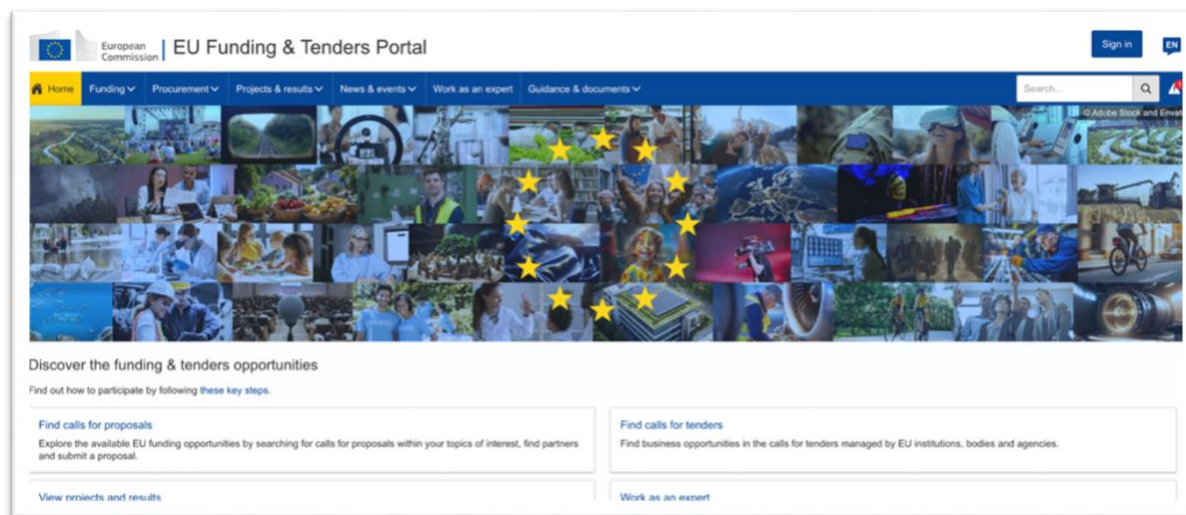 European
Commission
EU Funding & Tenders Portal
Sign in
EN
Home
Funding
Procurement
Projects & results
News & events
Work as an expert
Guidance & documents
Search...
© Adobe Stock and Envat
Discover the funding & tenders opportunities
Find out how to participate by following these key steps.
Find calls for proposals
Explore the available EU funding opportunities by searching for calls for proposals within your topics of interest, find partners
and submit a proposal.
Find calls for tenders
Find business opportunities in the calls for tenders managed by EU institutions, bodies and agencies.
View projects and results
Work as an expert